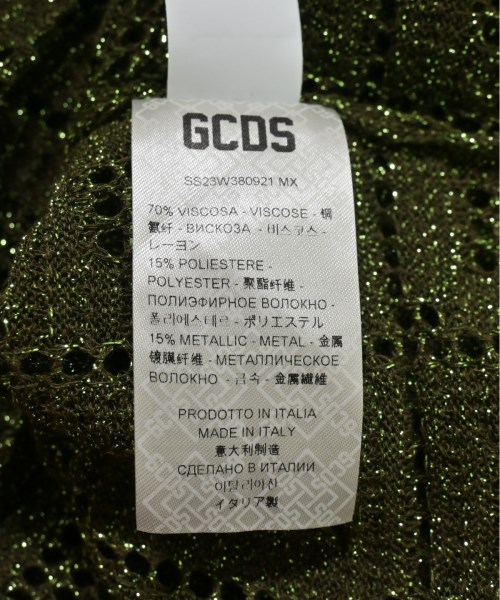 GCDS
SS23W380921 MX
70% VISCOSA - VISCOSE - 铜
氨纤 - ВИСКОЗА - 비스코스 -
レーヨン
15% POLIESTERE -
POLYESTER - 聚酯纤维 -
ПОЛИЭФИРНОЕ ВОЛОКНО -
폴리에스테르 - ポリエステル
15% METALLIC - METAL - 金属
镀膜纤维 - МЕТАЛЛИЧЕСКОЕ
ВОЛОКНО - 금속 - 金属繊維
PRODOTTO IN ITALIA
MADE IN ITALY
意大利制造
СДЕЛАНО В ИТАЛИИ
이탈리아산
イタリア製